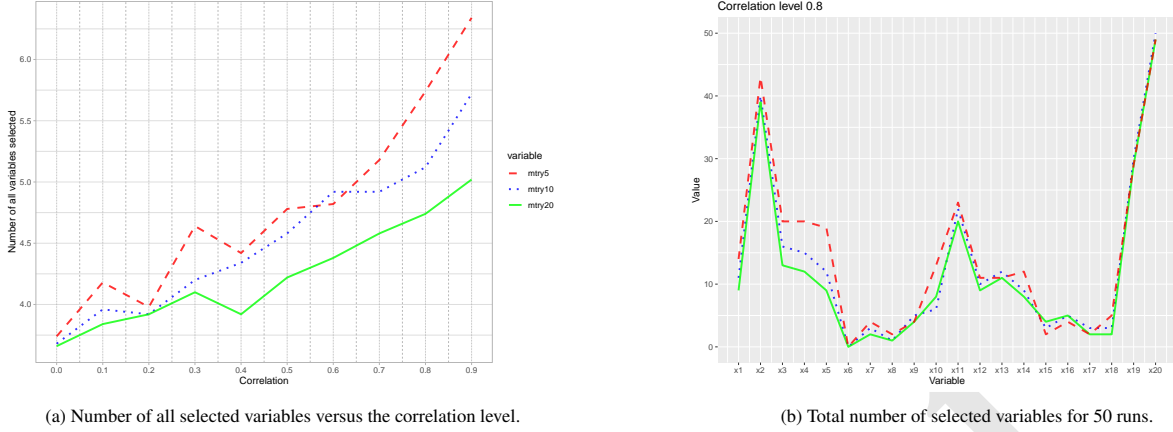 Number of all variables selected
6.0
5.5
5.0
4.5
4.0
0.0 0.1 0.2 0.3 0.4 0.5 0.6 0.7 0.8 0.9
Correlation
variable
mtry5
mtry10
mtry20
(a) Number of all selected variables versus the correlation level.
Correlation level 0.8
Value
50
40
30
20
10
0
x1 x2 x3 x4 x5 x6 x7 x8 x9 x10 x11 x12 x13 x14 x15 x16 x17 x18 x19 x20
Variable
(b) Total number of selected variables for 50 runs.